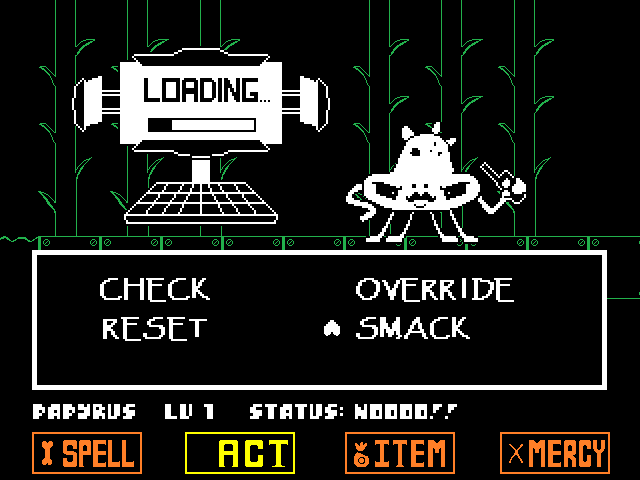 LOADING...
CHECK OVERRIDE
RESET SMACK
PAPYRUS LV 1 STATUS: NOOOO!!
SPELL ACT ITEM MERCY